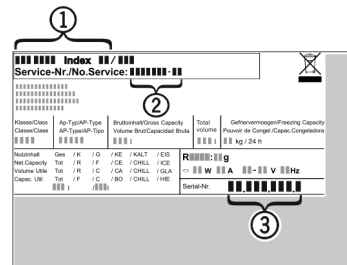 1
Index /
Service-Nr./No.Service: -
2
Klasse/Class Ap-Typ/AP-Type Bruttoinhalt/Gross Capacity Total Gefriervermoegen/Freezing Capacity
Classe/Clase AP-Type/AP-Tipo Volume Brut/Capacidad Bruta volume Pouvoir de Congel./Capac.Congeladora
l l kg / 24 h
Nutzinhalt Ges / K / G / KE / KALT / EIS
Net.Capacity Tot / R / F / CE / CHILL / ICE
Volume Utile Tot / R / C / CA / CHILL / GLA
Capac. Util Tot / F / C / BO / CHILL / HIE
l / l
R : g
W A - V Hz
Serial-Nr.
3